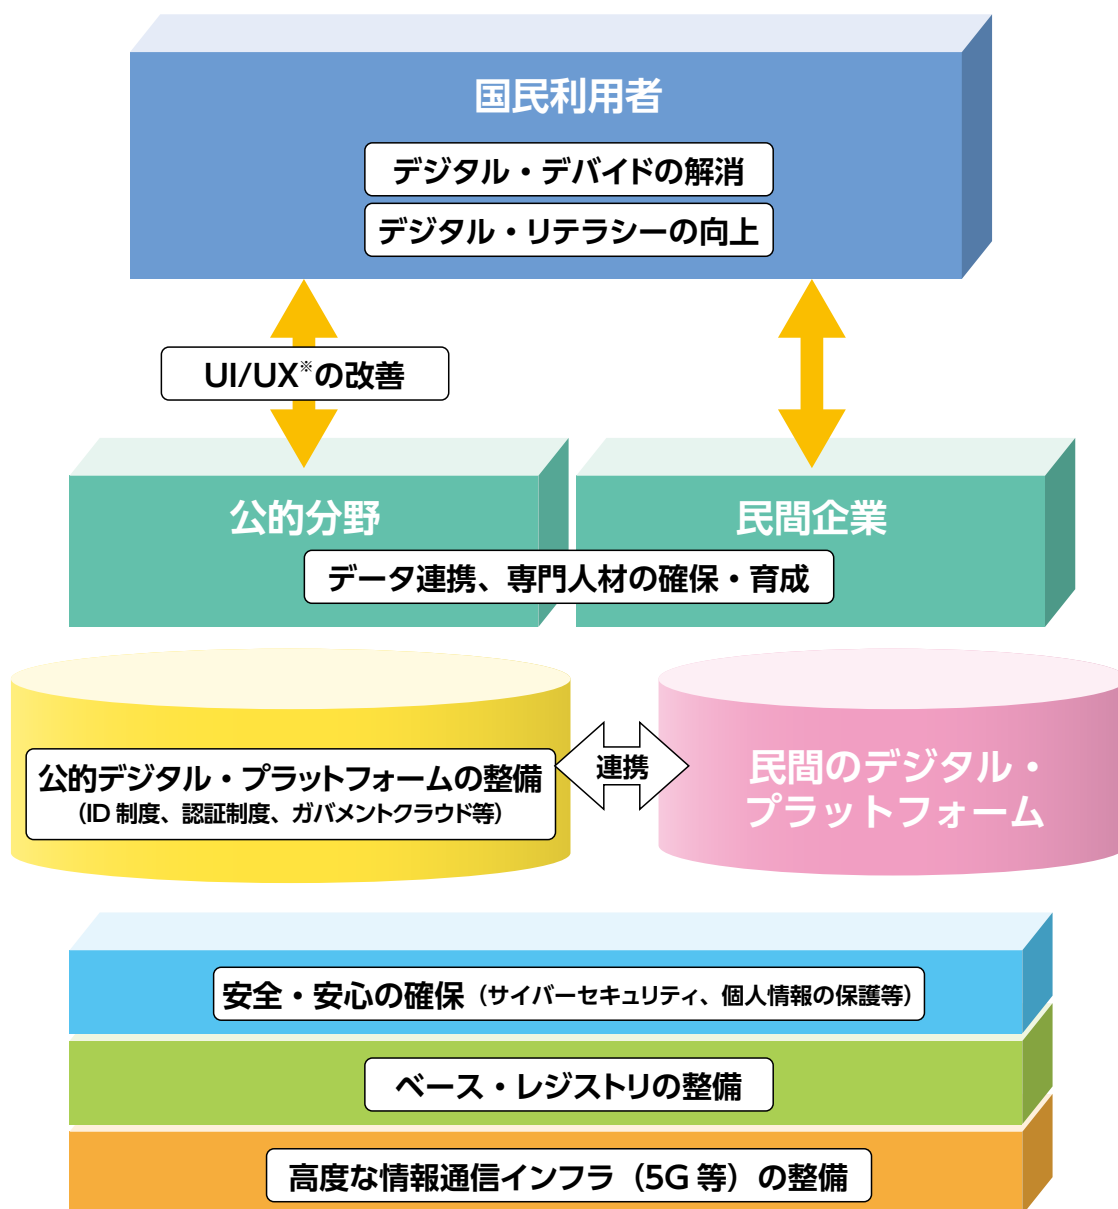 国民利用者
デジタル・デバイドの解消
デジタル・リテラシーの向上
UI/UX※の改善
公的分野
民間企業
データ連携、専門人材の確保・育成
公的デジタル・プラットフォームの整備
(ID 制度、認証制度、ガバメントクラウド等)
連携
民間のデジタル・
プラットフォーム
安全・安心の確保（サイバーセキュリティ、個人情報の保護等）
ベース・レジストリの整備
高度な情報通信インフラ（5G 等）の整備